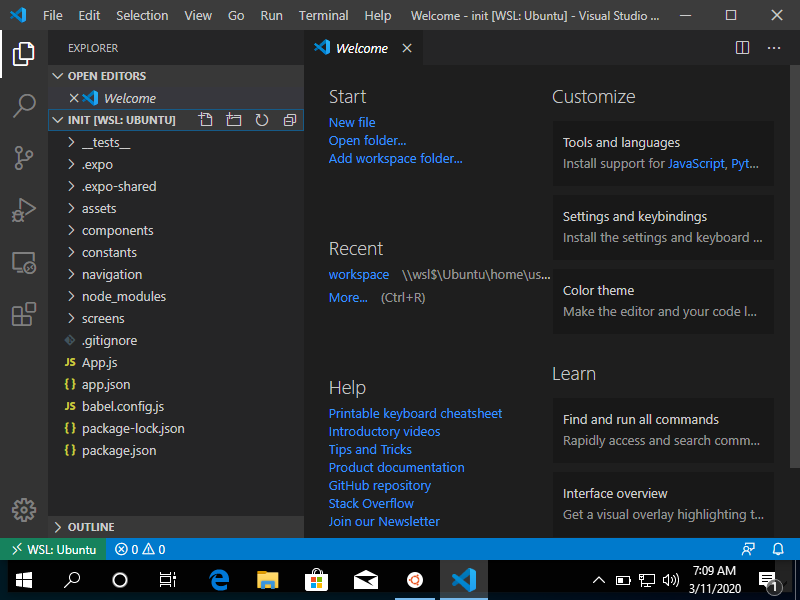 File Edit Selection View Go Run Terminal Help Welcome - init [WSL: Ubuntu] - Visual Studio ...
EXPLORER
OPEN EDITORS
Welcome
INIT [WSL: UBUNTU]
__tests__
.expo
.expo-shared
assets
components
constants
navigation
node_modules
screens
.gitignore
JS App.js
{} app.json
JS babel.config.js
{} package-lock.json
{} package.json
OUTLINE
Welcome
Start
New file
Open folder...
Add workspace folder...
Recent
workspace \\wsl$\Ubuntu\home\us...
More... (Ctrl+R)
Help
Printable keyboard cheatsheet
Introductory videos
Tips and Tricks
Product documentation
GitHub repository
Stack Overflow
Join our Newsletter
Customize
Tools and languages
Install support for JavaScript, Pyt...
Settings and keybindings
Install the settings and keyboard ...
Color theme
Make the editor and your code l...
Learn
Find and run all commands
Rapidly access and search comm...
Interface overview
Get a visual overlay highlighting t...
WSL: Ubuntu 0 0
7:09 AM
3/11/2020
1